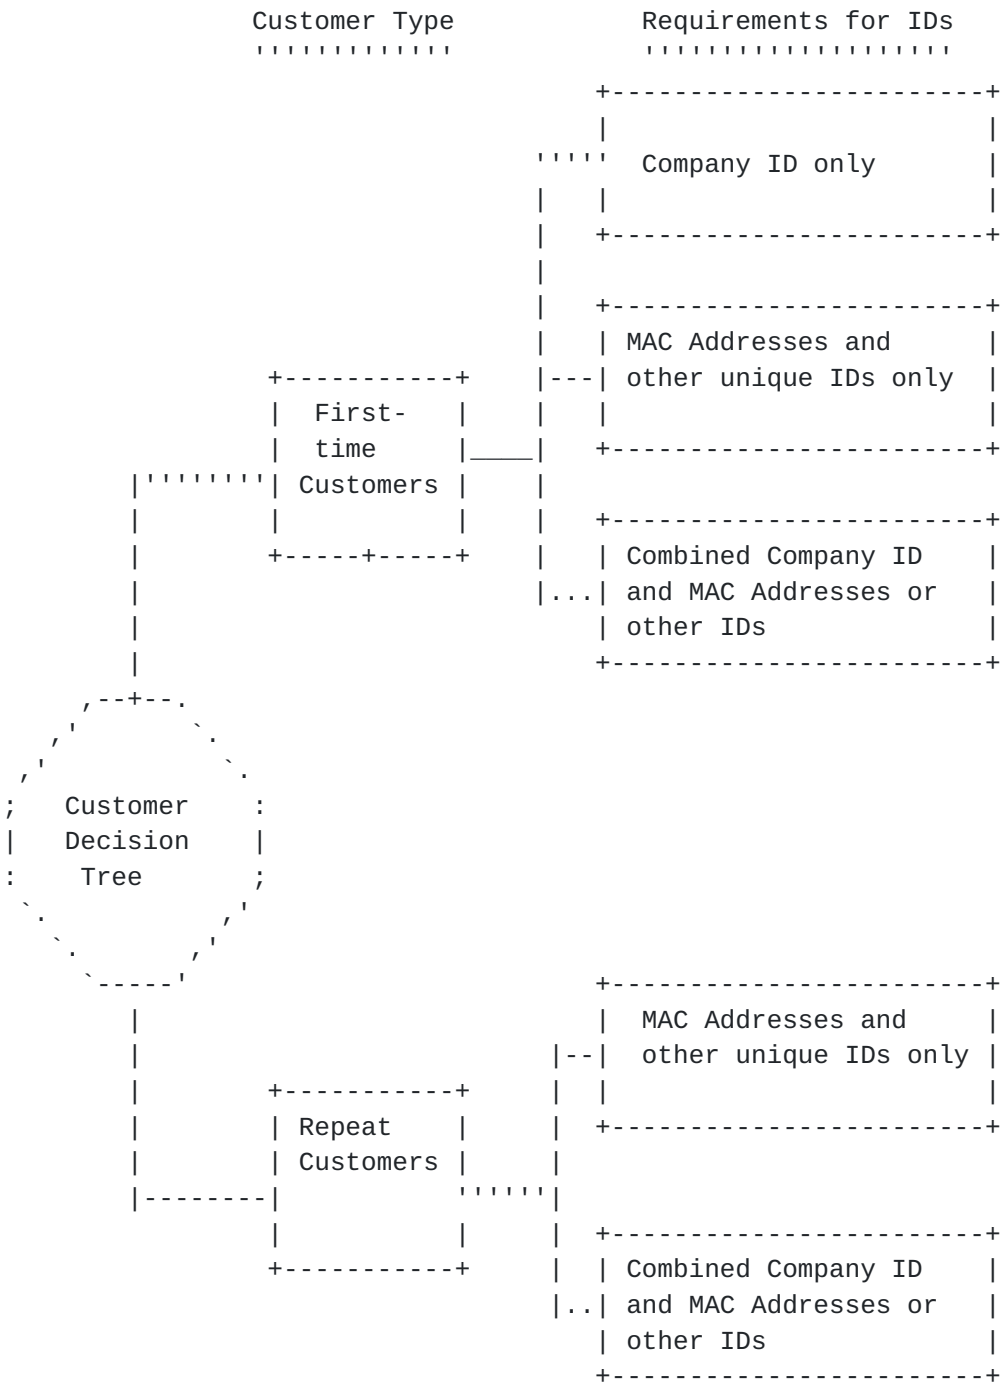 Customer Type
Requirements for IDs
Company ID only
MAC Addresses and
other unique IDs only
First-
time
Customers
Combined Company ID
and MAC Addresses or
other IDs
Customer
Decision
Tree
MAC Addresses and
other unique IDs only
Repeat
Customers
Combined Company ID
and MAC Addresses or
other IDs